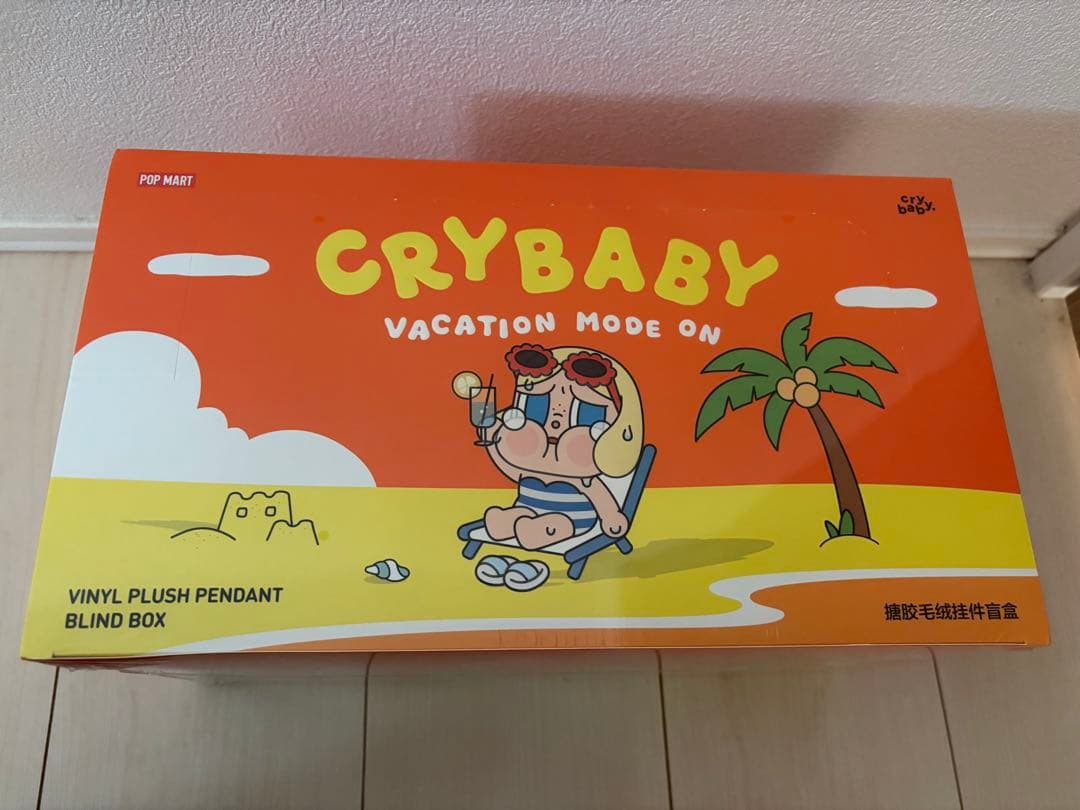 POP MART
cry
baby.
CRYBABY
VACATION MODE ON
VINYL PLUSH PENDANT
BLIND BOX
搪胶毛绒挂件盲盒